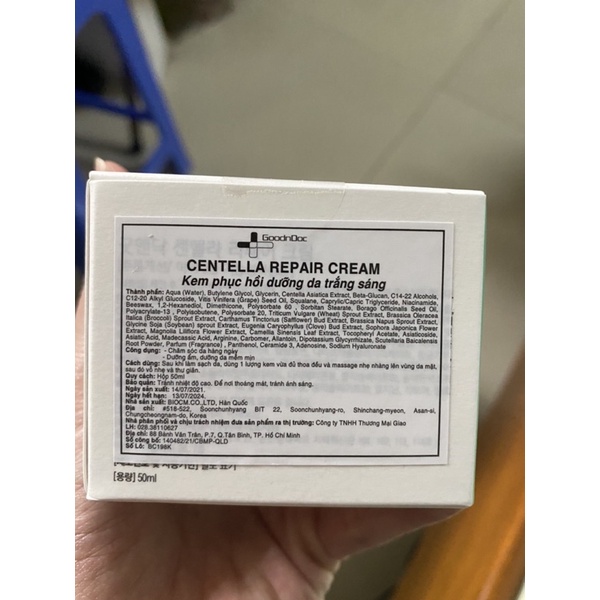 GoodnDoc
CENTELLA REPAIR CREAM
Kem phục hồi dưỡng da trắng sáng
Thành phần: Aqua (Water), Butylene Glycol, Glycerin, Centella Asiatica Extract, Beta-Glucan, C14-22 Alcohols,
C12-20 Alkyl Glucoside, Vitis Vinifera (Grape) Seed Oil, Squalane, Caprylic/Capric Triglyceride, Niacinamide,
Beeswax, 1,2-Hexanediol, Dimethicone, Polysorbate 60 , Sorbitan Stearate, Borago Officinalis Seed Oil,
Polyacrylate-13 , Polyisobutene, Polysorbate 20, Triticum Vulgare (Wheat) Sprout Extract, Brassica Oleracea
Italica (Broccoli) Sprout Extract, Carthamus Tinctorius (Safflower) Bud Extract, Brassica Napus Sprout Extract,
Glycine Soja (Soybean) sprout Extract, Eugenia Caryophyllus (Clove) Bud Extract, Sophora Japonica Flower
Extract, Magnolia Liliflora Flower Extract, Camellia Sinensis Leaf Extract, Tocopheryl Acetate, Asiaticoside,
Asiatic Acid, Madecassic Acid, Arginine, Carbomer, Allantoin, Dipotassium Glycyrrhizate, Scutellaria Baicalensis
Root Powder, Parfum (Fragrance) , Panthenol, Ceramide 3, Adenosine, Sodium Hyaluronate
Công dụng: - Chăm sóc da hàng ngày
- Dưỡng ẩm, dưỡng da mềm mịn
Cách dùng: Sau khi làm sạch da, dùng 1 lượng kem vừa đủ thoa đều và massage nhẹ nhàng lên vùng da mặt,
sau đó vỗ nhẹ và thư giãn.
Quy cách: Hộp 50ml
Bảo quản: Tránh nhiệt độ cao. Để nơi thoáng mát, tránh ánh sáng.
Ngày sản xuất: 14/07/2021.
Ngày hết hạn: 13/07/2024.
Nhà sản xuất: BIOCM.CO.,LTD, Hàn Quốc
Địa chỉ: #518-522, Soonchunhyang BIT 22, Soonchunhyang-ro, Shinchang-myeon, Asan-si,
Chungcheongnam-do, Korea
Nhà phân phối và chịu trách nhiệm đưa sản phẩm ra thị trường: Công ty TNHH Thương Mại Giao
LH: 028.38110627
Địa chỉ: 88 Bành Văn Trân, P.7, Q.Tân Bình, TP. Hồ Chí Minh
Số công bố: 140482/21/CBMP-QLD
Số Lô: BC196K
[용량] 50ml